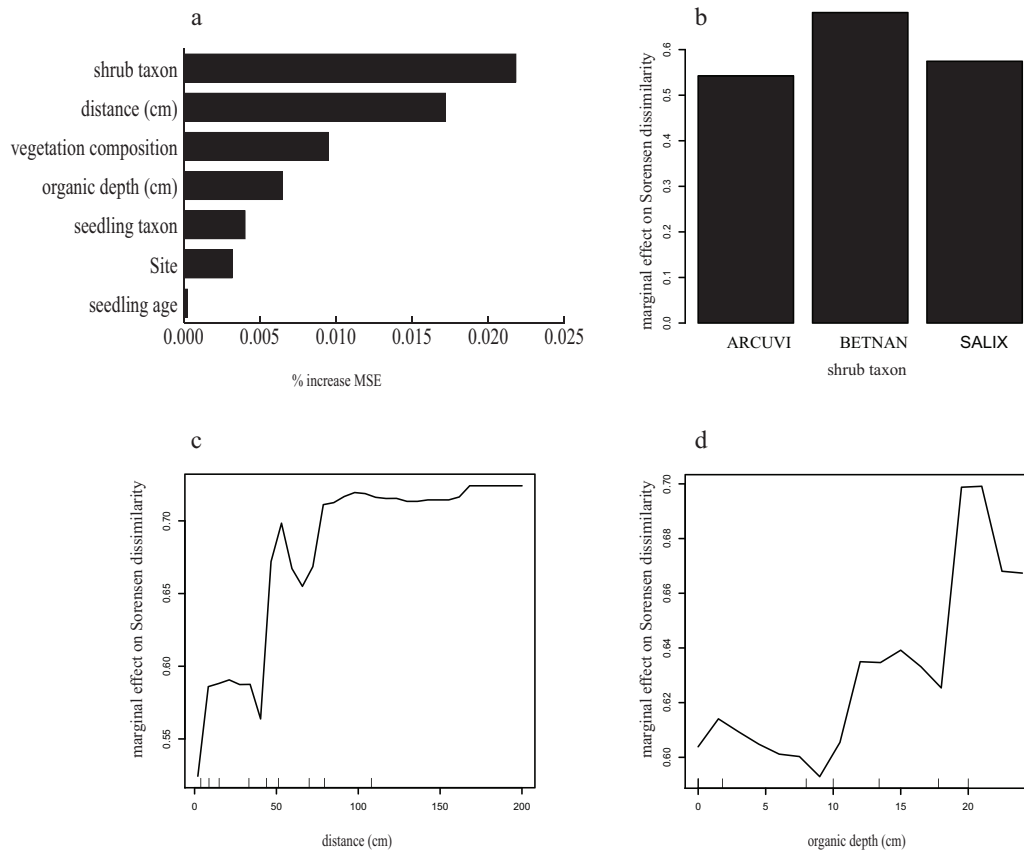 a
shrub taxon
distance (cm)
vegetation composition
organic depth (cm)
seedling taxon
Site
seedling age
0.000 0.005 0.010 0.015 0.020 0.025
% increase MSE
b
marginal effect on Sorensen dissimilarity
0.0 0.1 0.2 0.3 0.4 0.5 0.6
ARCUVI BETNAN SALIX
shrub taxon
c
marginal effect on Sorensen dissimilarity
0.55 0.60 0.65 0.70
0 50 100 150 200
distance (cm)
d
marginal effect on Sorensen dissimilarity
0.60 0.62 0.64 0.66 0.68 0.70
0 5 10 15 20
organic depth (cm)